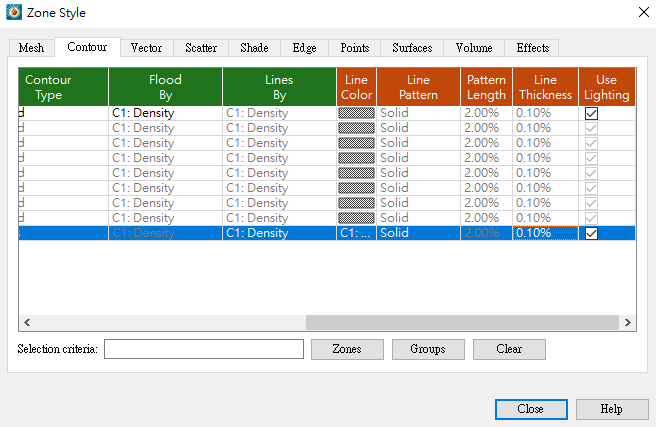 Zone Style
Mesh Contour Vector Scatter Shade Edge Points Surfaces Volume Effects
Contour Type Flood By Lines By Line Color Line Pattern Pattern Length Line Thickness Use Lighting
d C1: Density C1: Density Solid 2.00% 0.10%
d C1: Density C1: Density Solid 2.00% 0.10%
d C1: Density C1: Density Solid 2.00% 0.10%
d C1: Density C1: Density Solid 2.00% 0.10%
d C1: Density C1: Density Solid 2.00% 0.10%
d C1: Density C1: Density Solid 2.00% 0.10%
d C1: Density C1: Density Solid 2.00% 0.10%
d C1: Density C1: Density Solid 2.00% 0.10%
C1: Density C1: Density C1: ... Solid 2.00% 0.10%
Selection criteria: Zones Groups Clear
Close Help